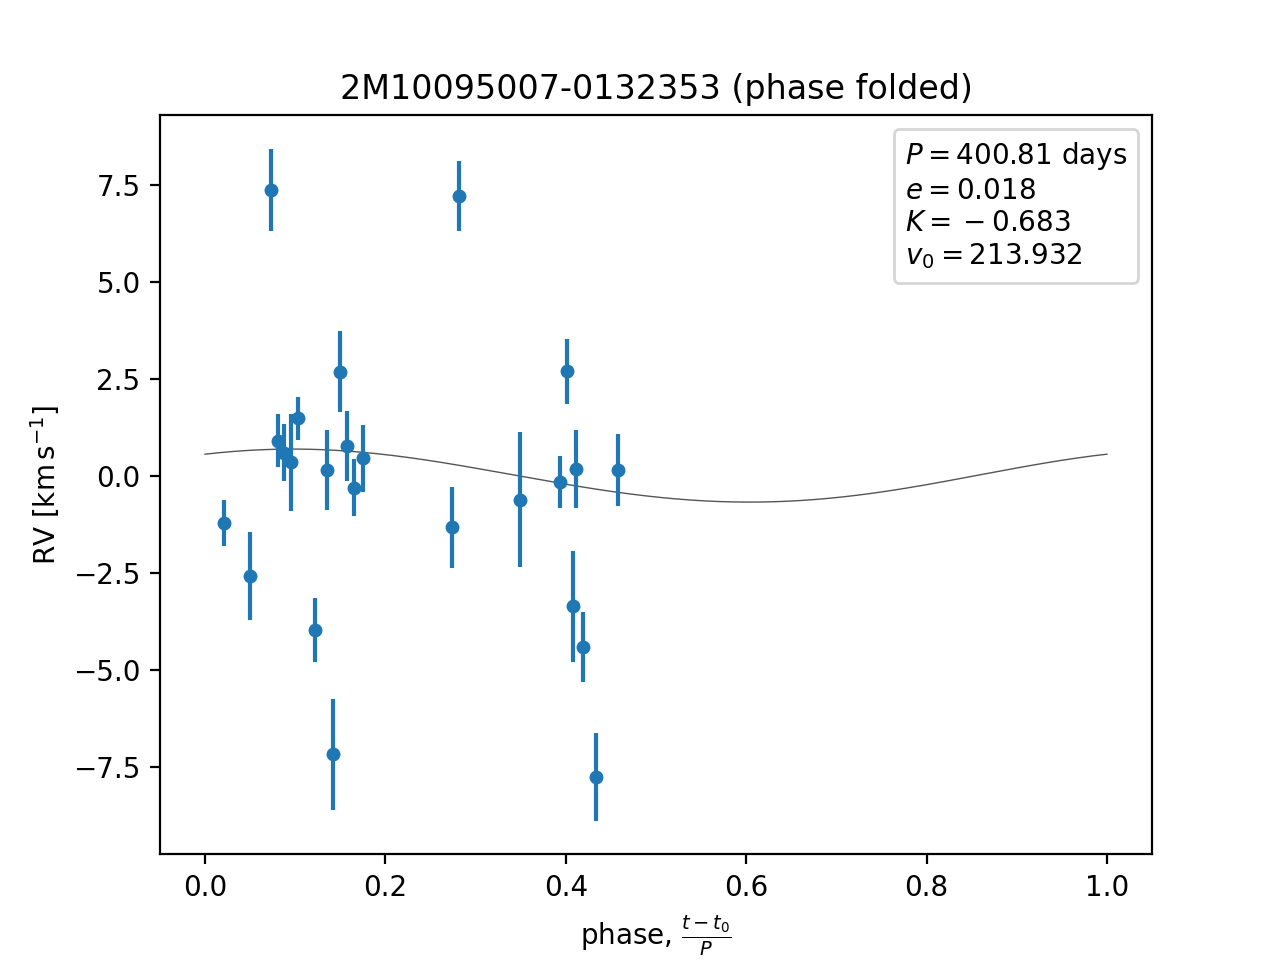 2M10095007-0132353 (phase folded)
P = 400.81 days
e = 0.018
K = −0.683
v₀ = 213.932
RV [km s⁻¹]
7.5
5.0
2.5
0.0
−2.5
−5.0
−7.5
0.0 0.2 0.4 0.6 0.8 1.0
phase, (t − t₀)/P